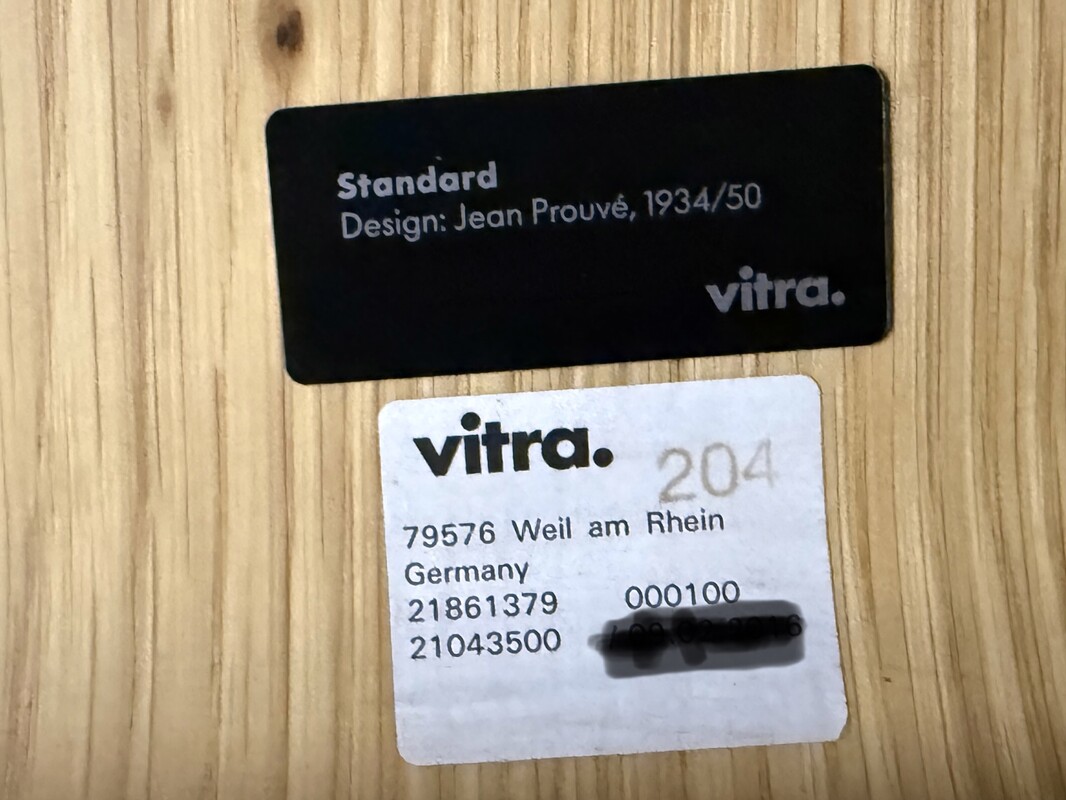 Standard
Design: Jean Prouvé, 1934/50
vitra.
vitra.
204
79576 Weil am Rhein
Germany
21861379 000100
21043500